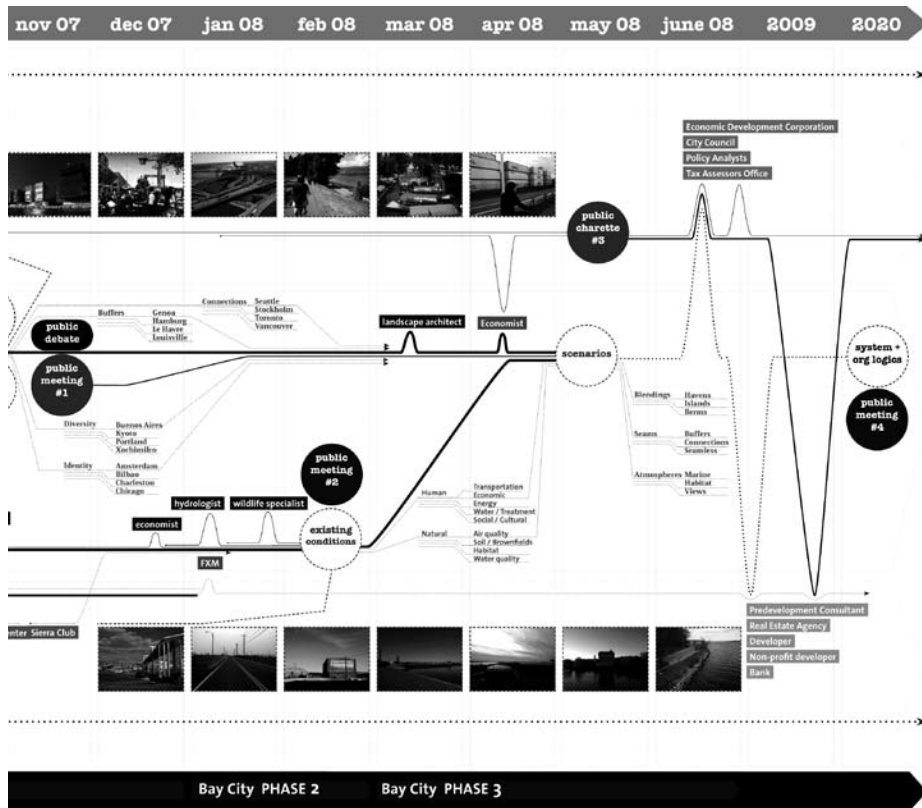 nov 07 dec 07 jan 08 feb 08 mar 08 apr 08 may 08 june 08 2009 2020
Economic Development Corporation
City Council
Policy Analysts
Tax Assessors Office
public
charette
#3
Connections
Seattle
Stockholm
Toronto
Vancouver
Buffers
Genoa
Hamburg
Le Havre
Louisville
public
debate
landscape architect
Economist
scenarios
system +
org logics
public
meeting
#1
public
meeting
#4
Blendings
Havens
Islands
Berms
Seams
Buffers
Connections
Seamless
Atmospheres
Marine
Habitat
Views
Diversity
Buenos Aires
Kyoto
Portland
Xochimilco
Identity
Amsterdam
Bilbao
Charleston
Chicago
public
meeting
#2
economist
hydrologist
wildlife specialist
existing
conditions
FXM
Human
Transportation
Economic
Energy
Water / Treatment
Social / Cultural
Natural
Air quality
Soil / Brownfields
Habitat
Water quality
enter Sierra Club
Predevelopment Consultant
Real Estate Agency
Developer
Non-profit developer
Bank
Bay City PHASE 2
Bay City PHASE 3